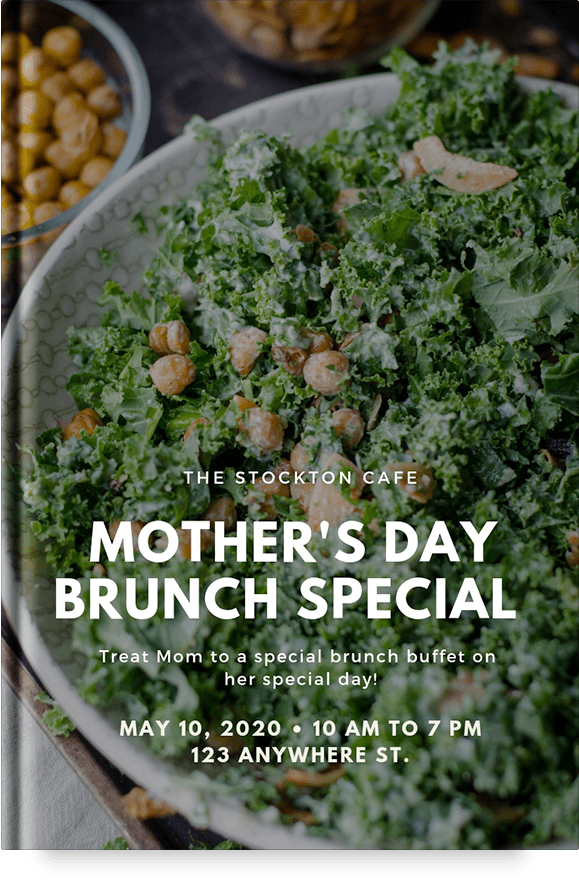 THE STOCKTON CAFE
MOTHER'S DAY
BRUNCH SPECIAL
Treat Mom to a special brunch buffet on
her special day!
MAY 10, 2020 • 10 AM TO 7 PM
123 ANYWHERE ST.